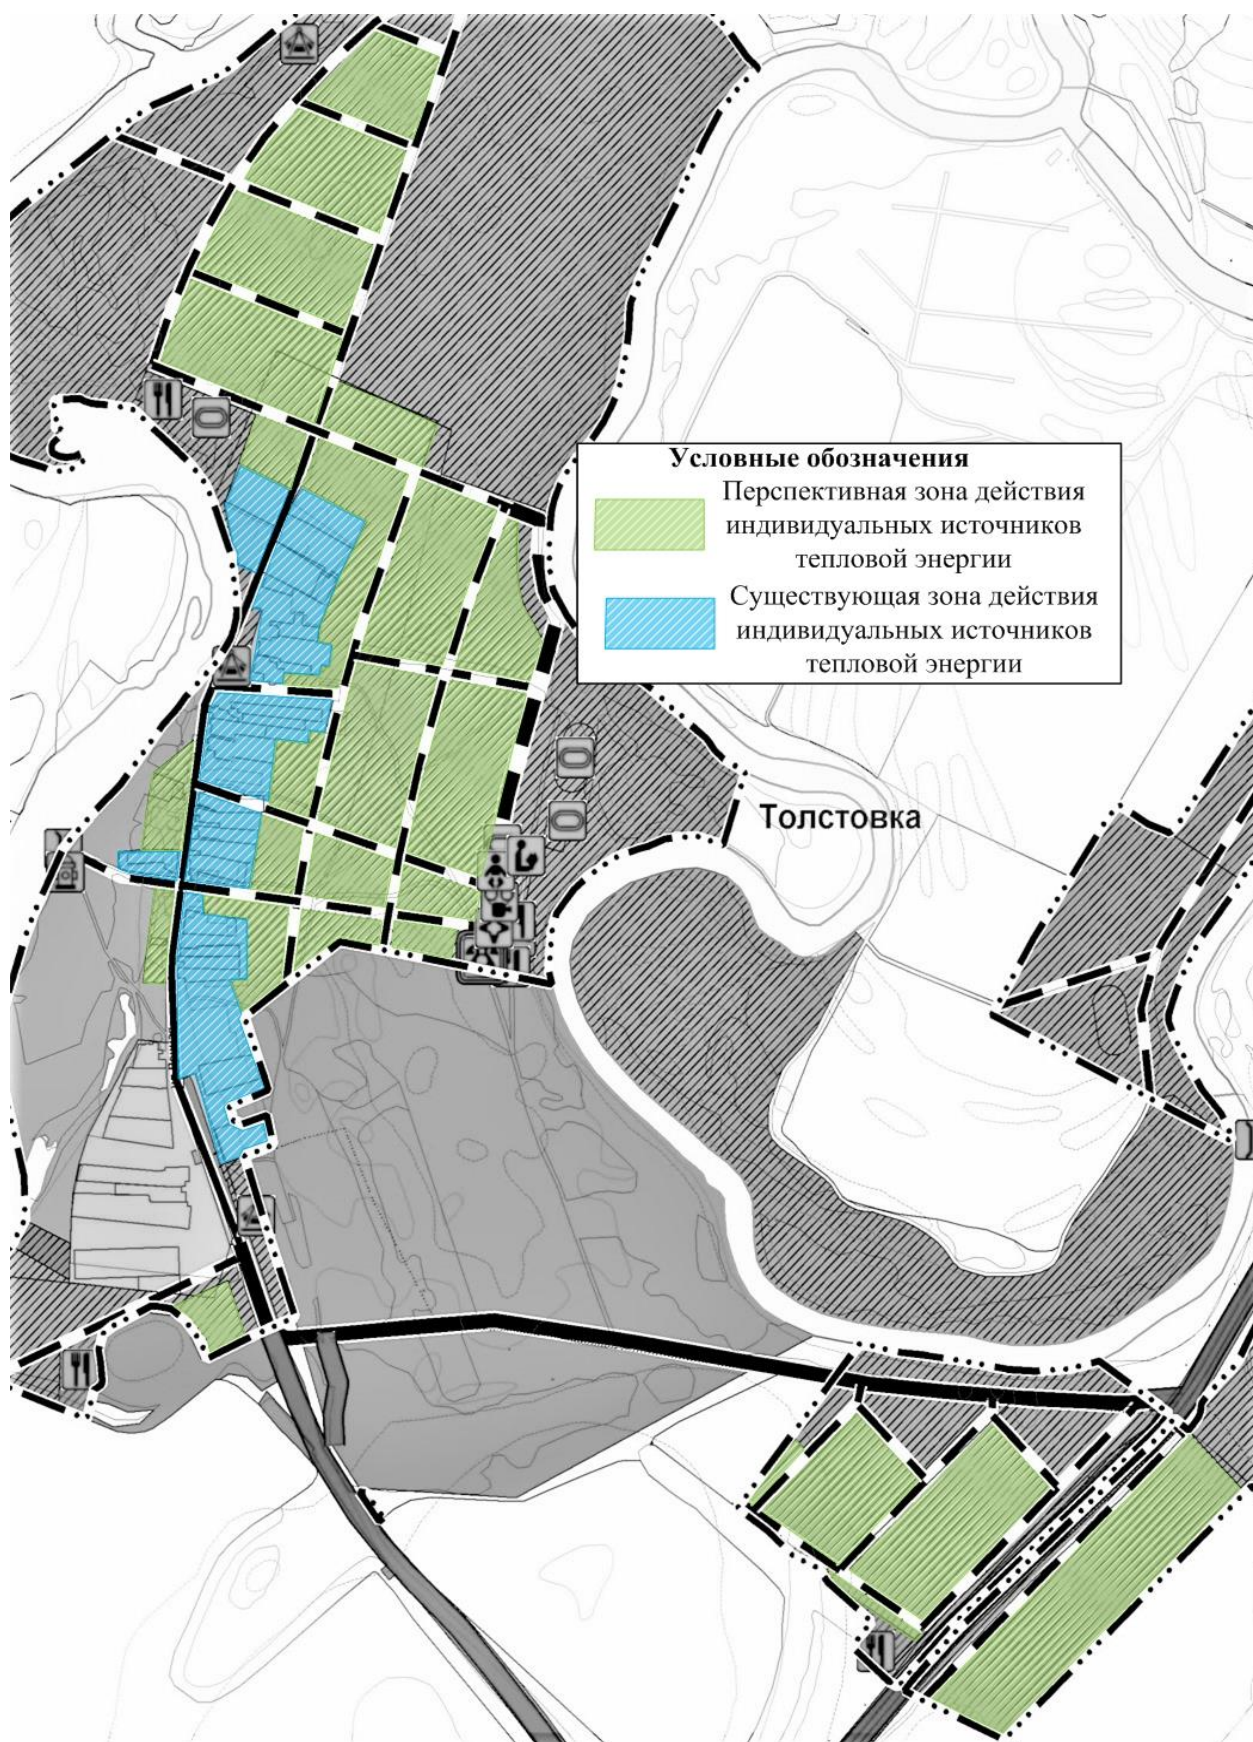 Условные обозначения
Перспективная зона действия
индивидуальных источников
тепловой энергии
Существующая зона действия
индивидуальных источников
тепловой энергии
Толстовка